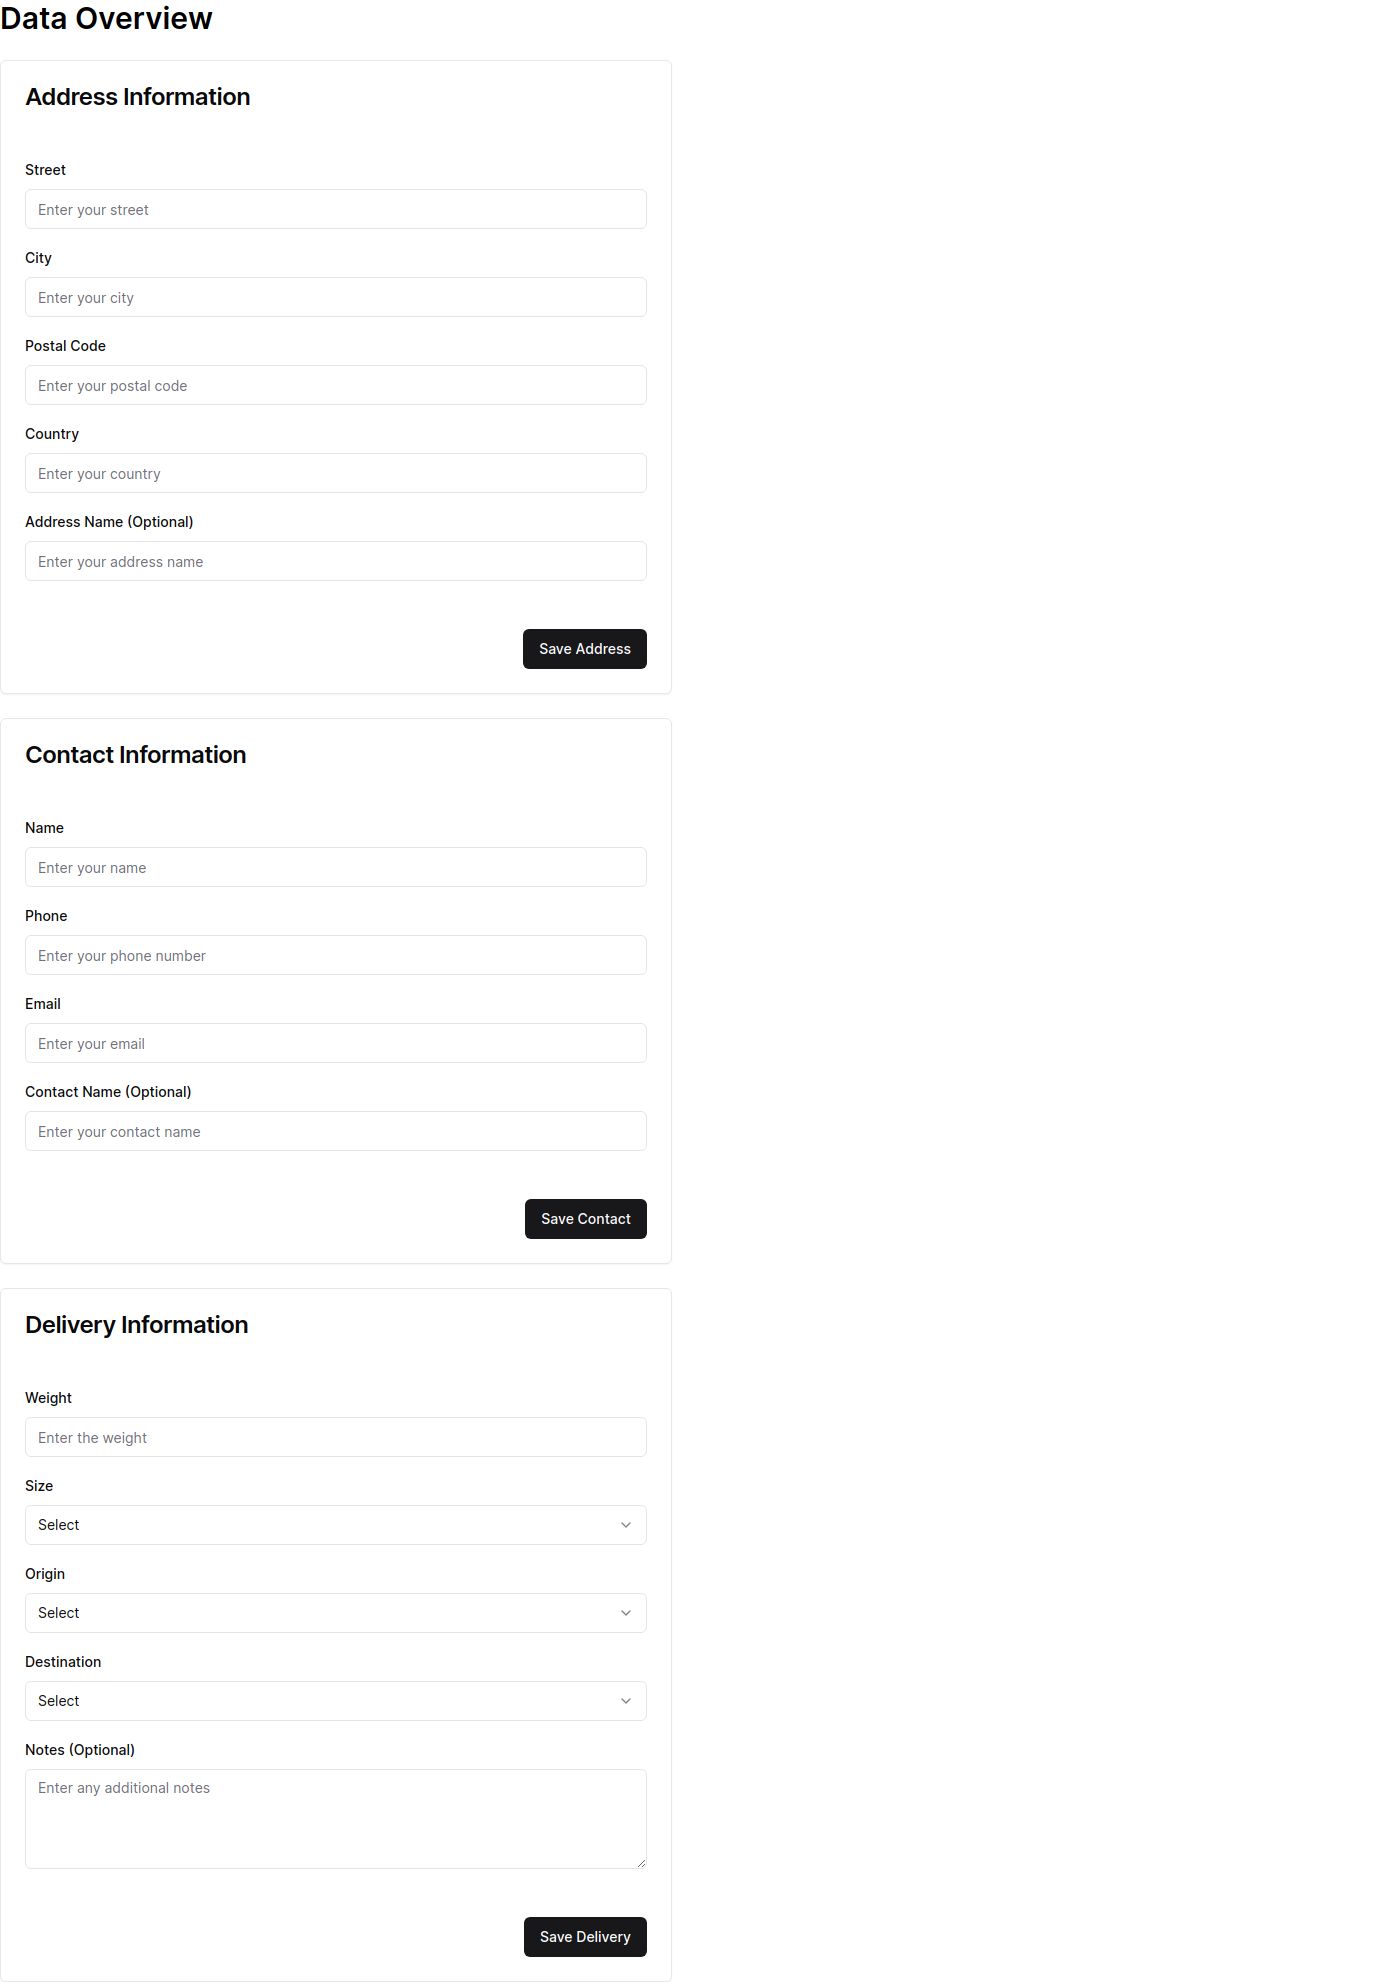 Data Overview
Address Information
Street
Enter your street
City
Enter your city
Postal Code
Enter your postal code
Country
Enter your country
Address Name (Optional)
Enter your address name
Save Address
Contact Information
Name
Enter your name
Phone
Enter your phone number
Email
Enter your email
Contact Name (Optional)
Enter your contact name
Save Contact
Delivery Information
Weight
Enter the weight
Size
Select
Origin
Select
Destination
Select
Notes (Optional)
Enter any additional notes
Save Delivery